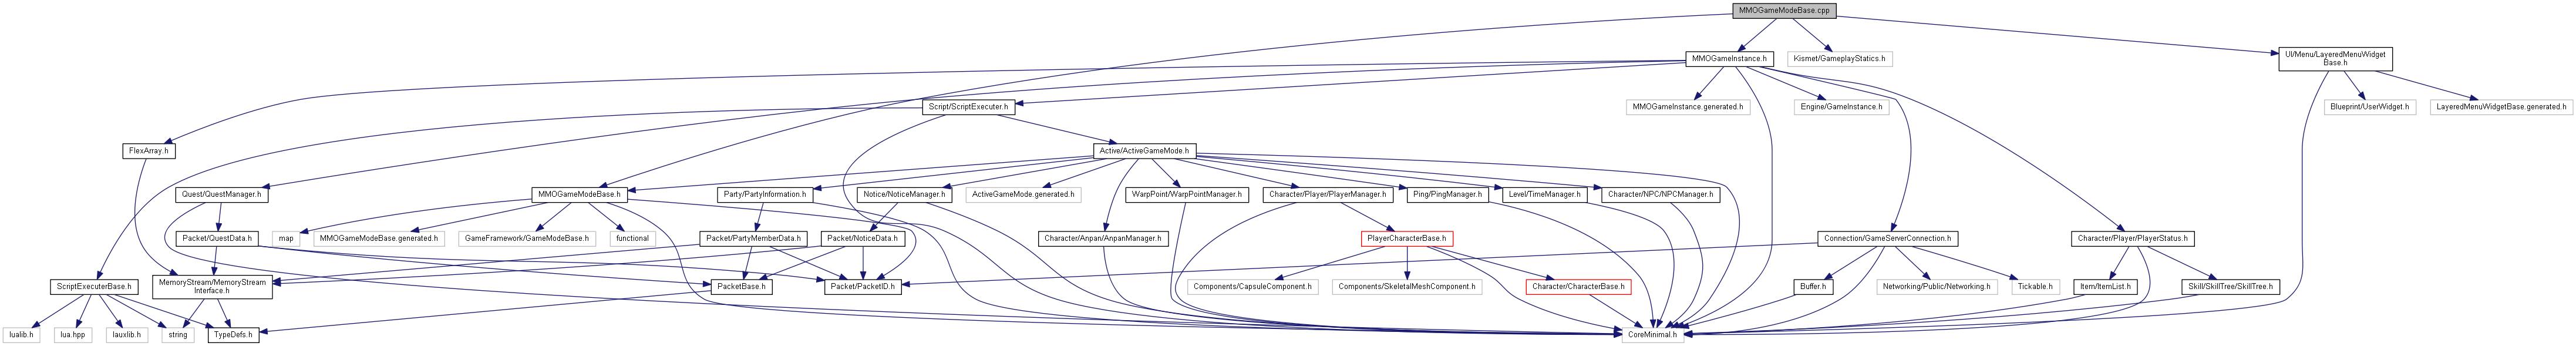 MMOGameModeBase.cpp
MMOGameInstance.h
Kismet/GameplayStatics.h
UI/Menu/LayeredMenuWidget
Base.h
Script/ScriptExecuter.h
MMOGameInstance.generated.h
Engine/GameInstance.h
Blueprint/UserWidget.h
LayeredMenuWidgetBase.generated.h
FlexArray.h
Active/ActiveGameMode.h
Quest/QuestManager.h
MMOGameModeBase.h
Party/PartyInformation.h
Notice/NoticeManager.h
ActiveGameMode.generated.h
WarpPoint/WarpPointManager.h
Character/Player/PlayerManager.h
Ping/PingManager.h
Level/TimeManager.h
Character/NPC/NPCManager.h
Packet/QuestData.h
map
MMOGameModeBase.generated.h
GameFramework/GameModeBase.h
functional
Packet/PartyMemberData.h
Packet/NoticeData.h
Character/Anpan/AnpanManager.h
PlayerCharacterBase.h
Connection/GameServerConnection.h
Character/Player/PlayerStatus.h
ScriptExecuterBase.h
MemoryStream/MemoryStream
Interface.h
PacketBase.h
Packet/PacketID.h
Components/CapsuleComponent.h
Components/SkeletalMeshComponent.h
Character/CharacterBase.h
Buffer.h
Networking/Public/Networking.h
Tickable.h
Item/ItemList.h
Skill/SkillTree/SkillTree.h
lualib.h
lua.hpp
lauxlib.h
string
TypeDefs.h
CoreMinimal.h